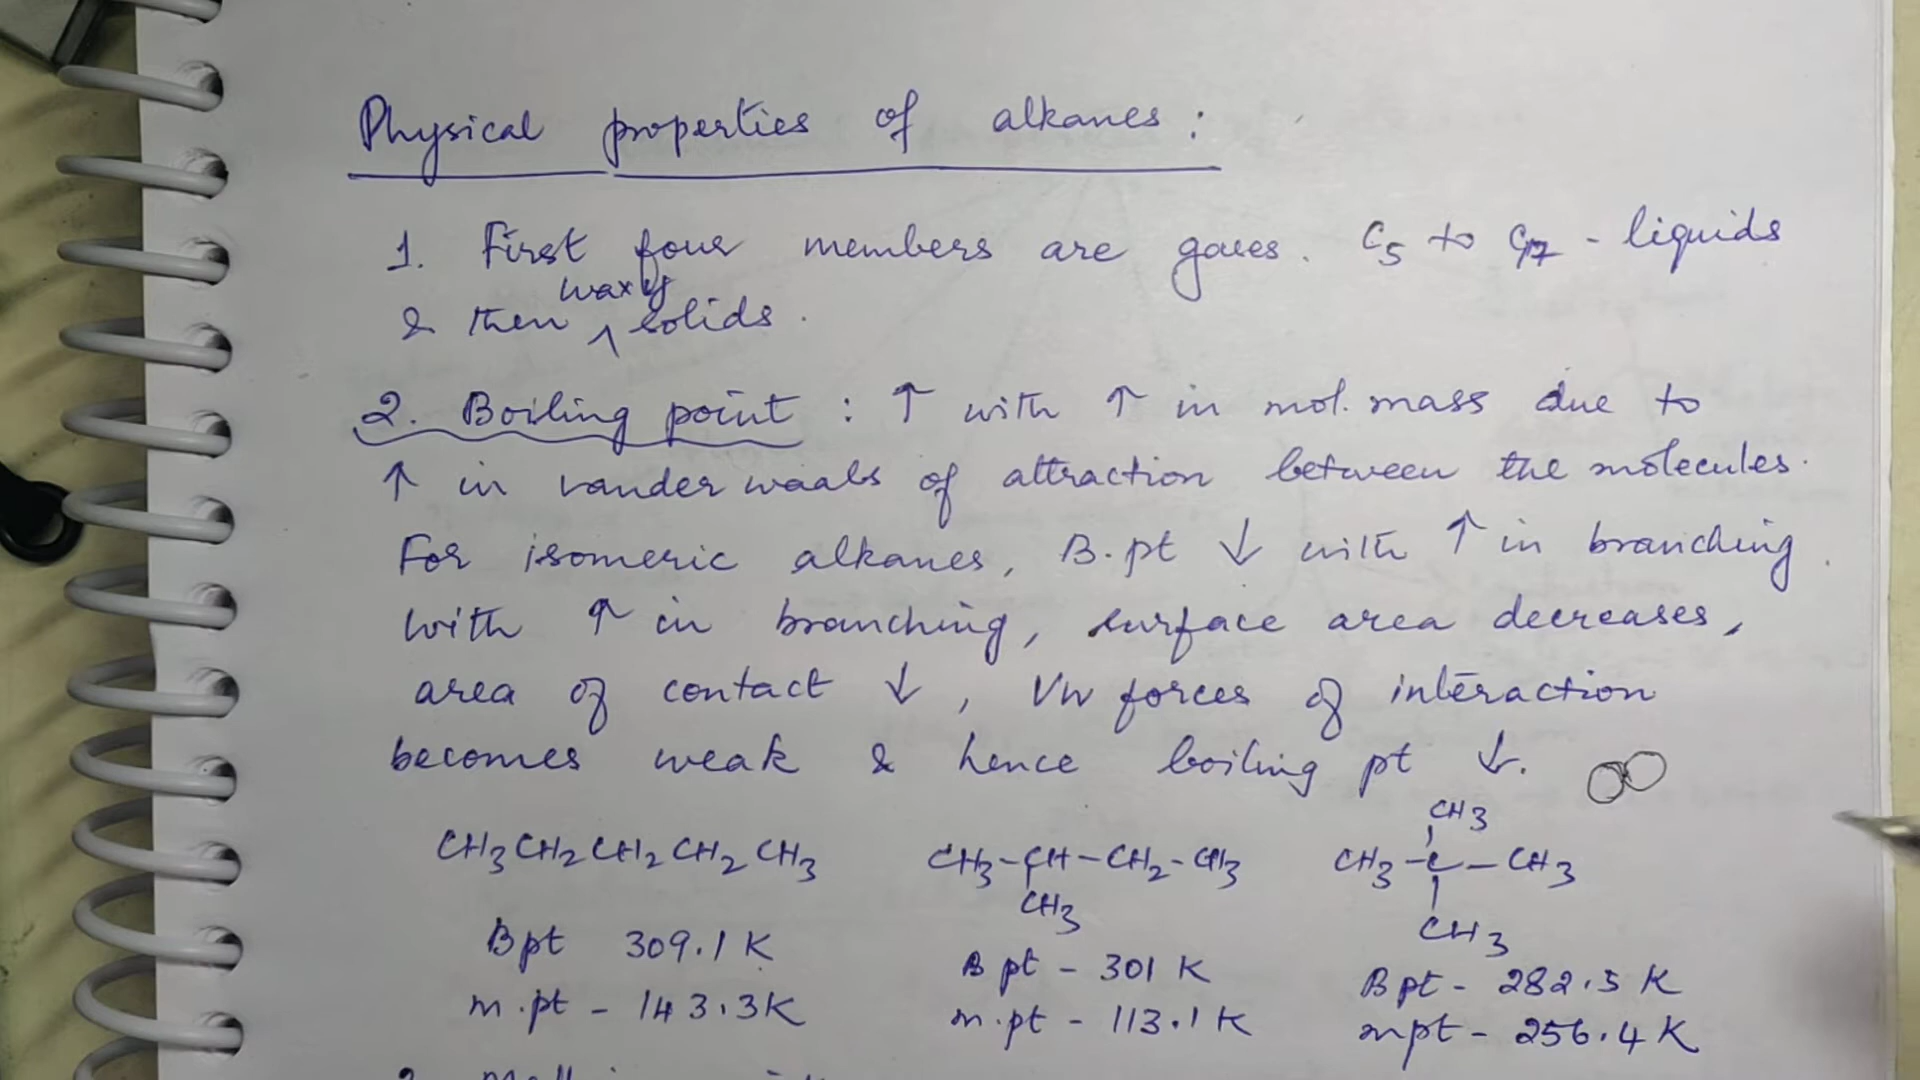 Physical properties of alkanes :
1. First four members are gases. C5 to C17 - liquids
& then waxy solids.
2. Boiling point : ↑ with ↑ in mol. mass due to
↑ in vander waals of attraction between the molecules.
For isomeric alkanes, B.pt ↓ with ↑ in branching.
With ↑ in branching, surface area decreases,
area of contact ↓, VW forces of interaction
becomes weak & hence boiling pt ↓.
CH3
CH3CH2CH2CH2CH3 CH3-CH-CH2-CH3 CH3-C-CH3
CH3 CH3
Bpt 309.1 K B pt - 301 K Bpt - 282.5 K
m.pt - 143.3K m.pt - 113.1 K mpt - 256.4 K